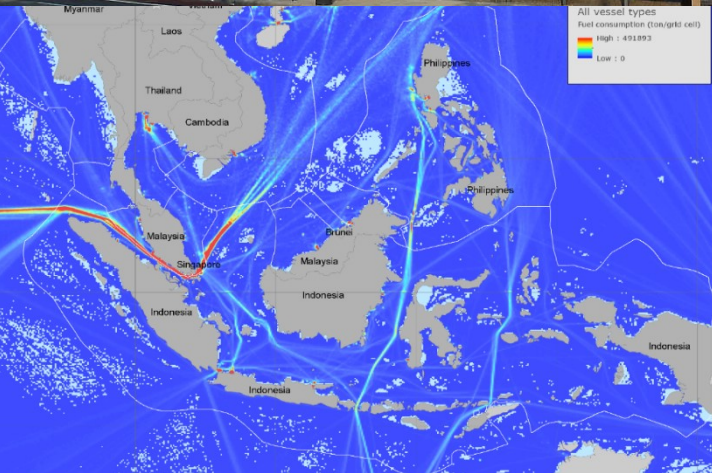 All vessel types
Fuel consumption (ton/grid cell)
High : 491893
Low : 0
Myanmar
Vietnam
Laos
Philippines
Thailand
Cambodia
Philippines
Malaysia
Brunei
Singapore
Malaysia
Indonesia
Indonesia
Indonesia
Indonesia